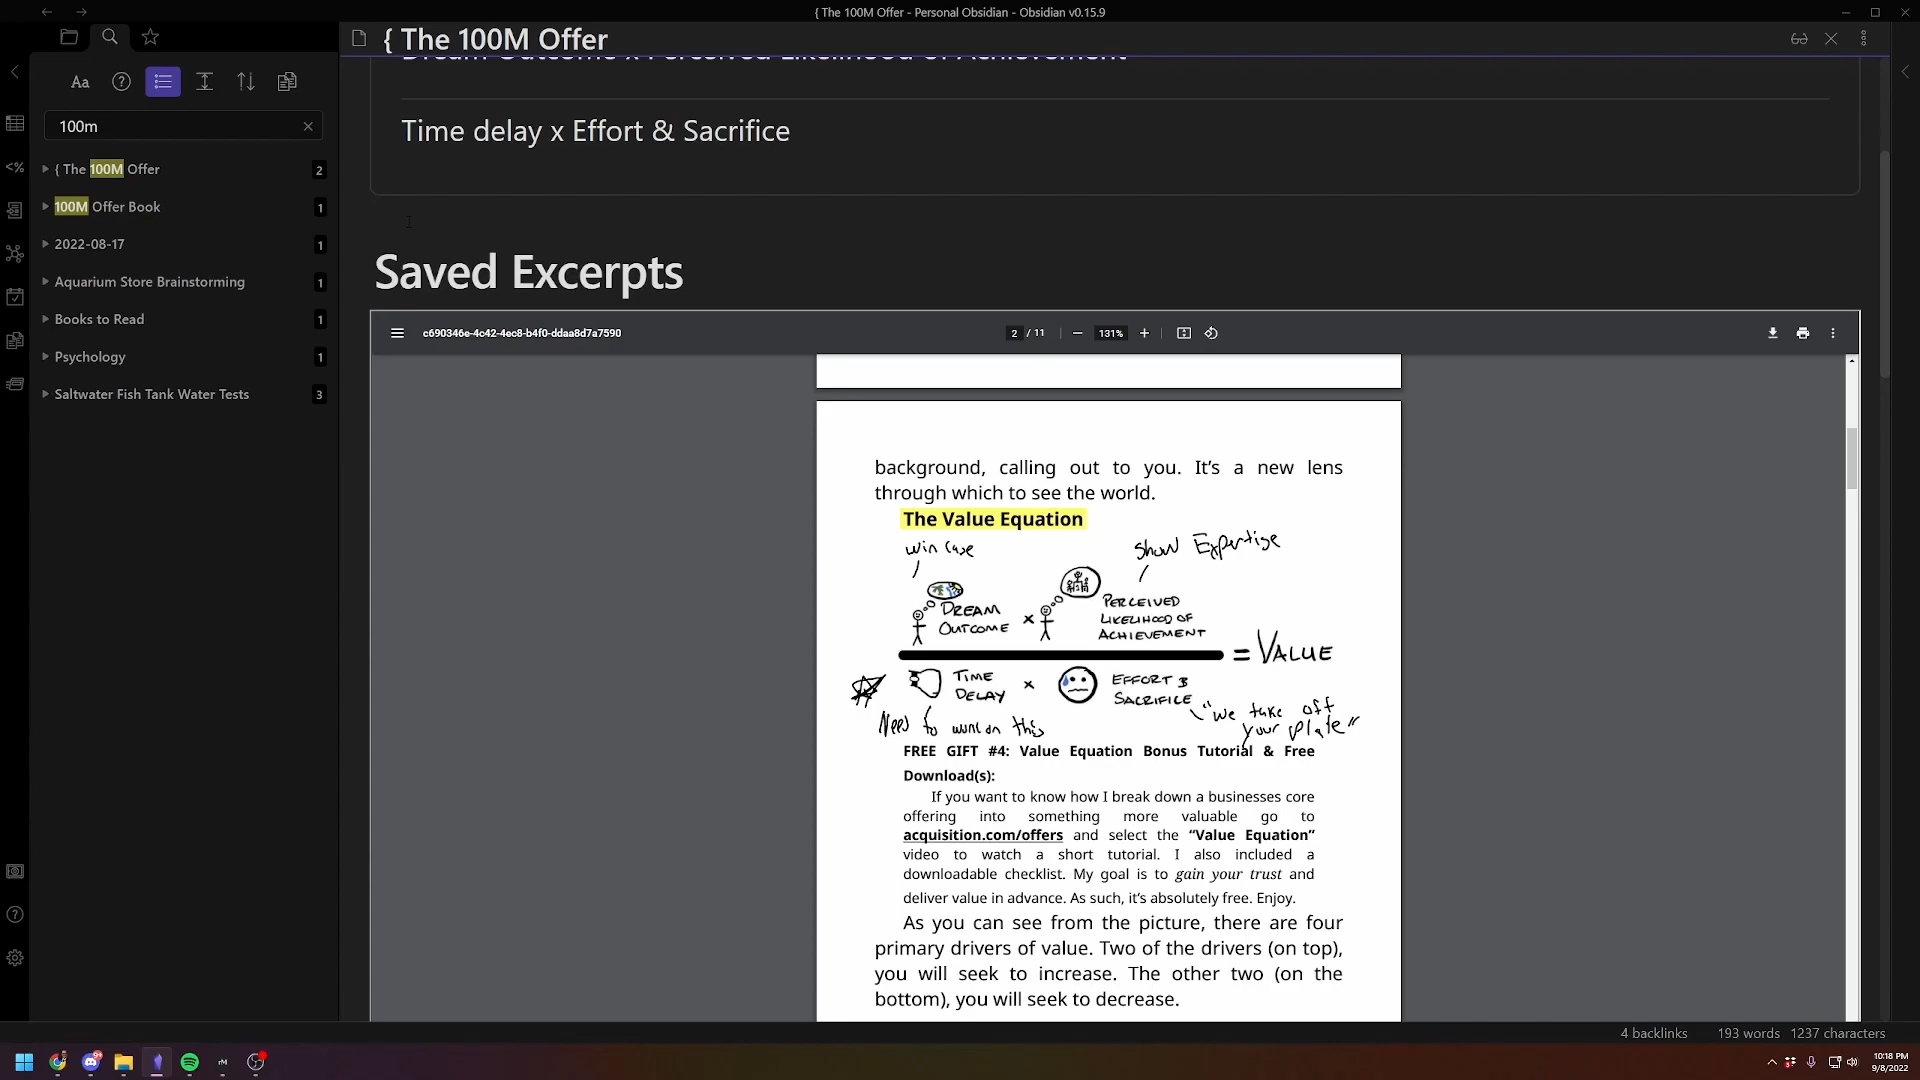 { The 100M Offer - Personal Obsidian - Obsidian v0.15.9
{ The 100M Offer
Dream Outcome x Perceived Likelihood of Achievement
Time delay x Effort & Sacrifice
Aa
100m
{ The 100M Offer 2
100M Offer Book 1
2022-08-17 1
Aquarium Store Brainstorming 1
Books to Read 1
Psychology 1
Saltwater Fish Tank Water Tests 3
<%
Saved Excerpts
c690346e-4c42-4ec8-b4f0-ddaa8d7a7590
2 / 11
131%
background, calling out to you. It's a new lens
through which to see the world.
The Value Equation
win case
Show Expertise
DREAM
OUTCOME
x
PERCEIVED
LIKELIHOOD OF
ACHIEVEMENT
= VALUE
TIME
DELAY
x
EFFORT &
SACRIFICE
Need to work on this
"we take off
your plate"
FREE GIFT #4: Value Equation Bonus Tutorial & Free
Download(s):
If you want to know how I break down a businesses core
offering into something more valuable go to
acquisition.com/offers and select the “Value Equation”
video to watch a short tutorial. I also included a
downloadable checklist. My goal is to gain your trust and
deliver value in advance. As such, it's absolutely free. Enjoy.
As you can see from the picture, there are four
primary drivers of value. Two of the drivers (on top),
you will seek to increase. The other two (on the
bottom), you will seek to decrease.
4 backlinks 193 words 1237 characters
rM
10:18 PM
9/8/2022